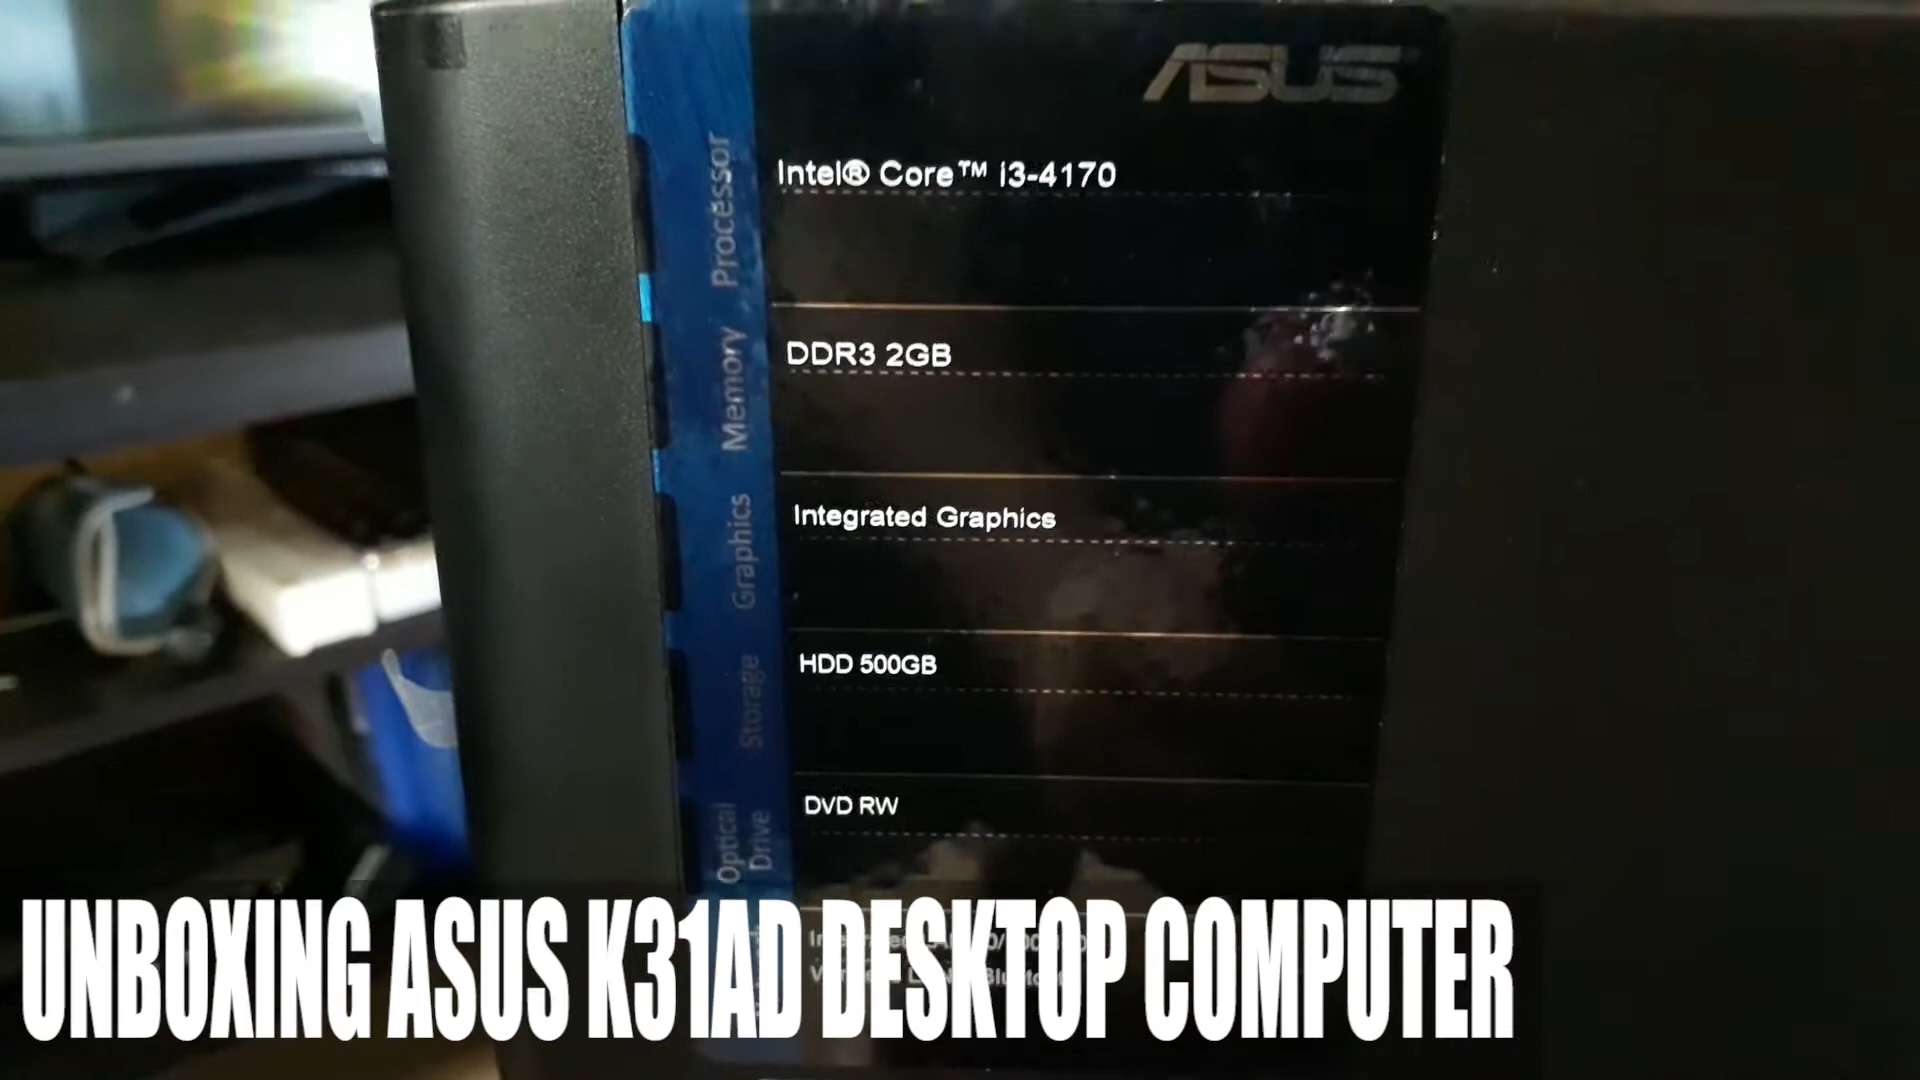 ASUS
Processor
Intel® Core™ i3-4170
Memory
DDR3 2GB
Graphics
Integrated Graphics
Storage
HDD 500GB
Optical
Drive
DVD RW
UNBOXING ASUS K31AD DESKTOP COMPUTER